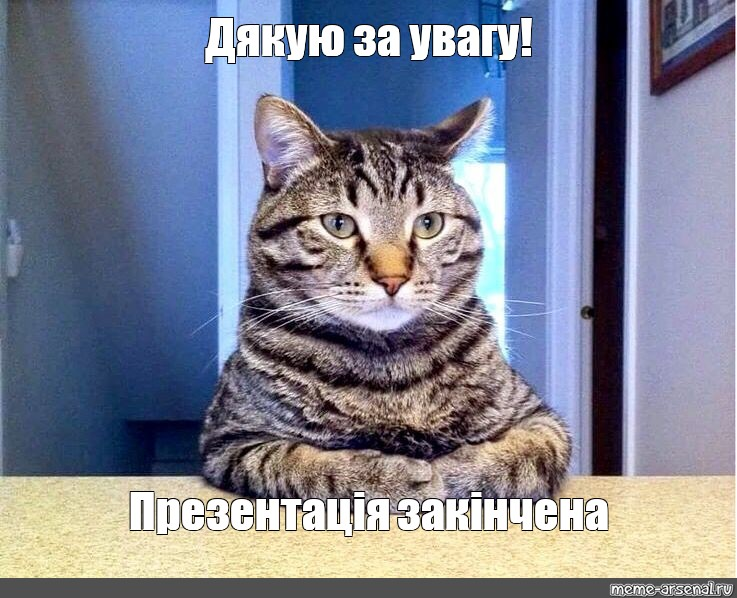 Дякую за увагу!
Презентація закінчена
meme-arsenal.ru